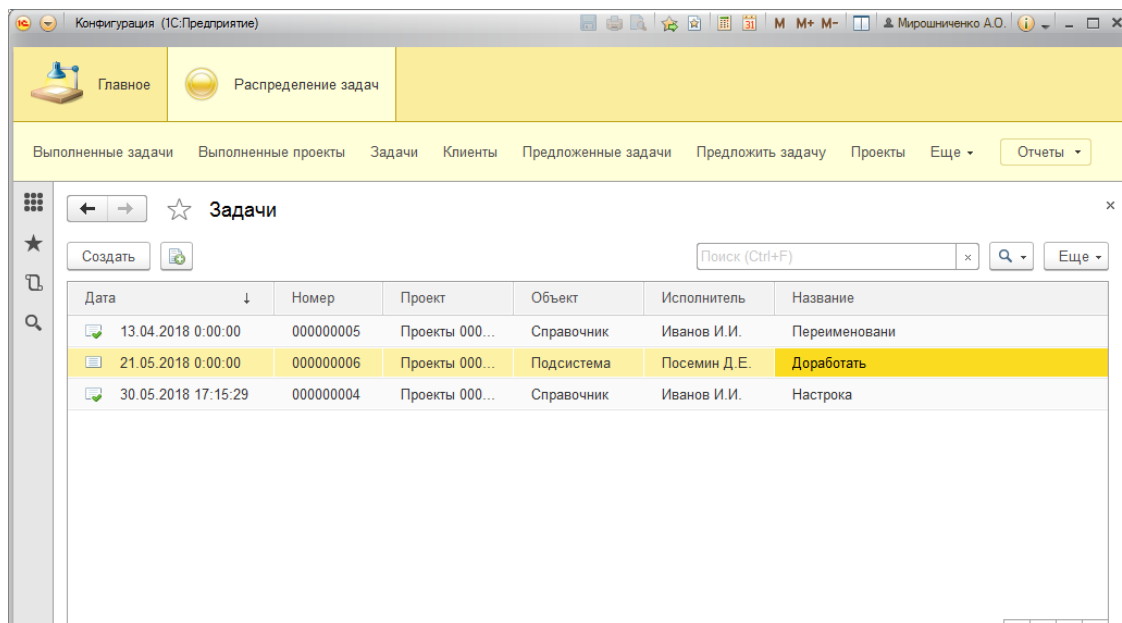 1С Конфигурация (1С:Предприятие) 31 M M+ M- Мирошниченко А.О. i
Главное Распределение задач
Выполненные задачи Выполненные проекты Задачи Клиенты Предложенные задачи Предложить задачу Проекты Еще Отчеты
Задачи
Создать Поиск (Ctrl+F) Еще
Дата Номер Проект Объект Исполнитель Название
13.04.2018 0:00:00 000000005 Проекты 000... Справочник Иванов И.И. Переименовани
21.05.2018 0:00:00 000000006 Проекты 000... Подсистема Посемин Д.Е. Доработать
30.05.2018 17:15:29 000000004 Проекты 000... Справочник Иванов И.И. Настрока